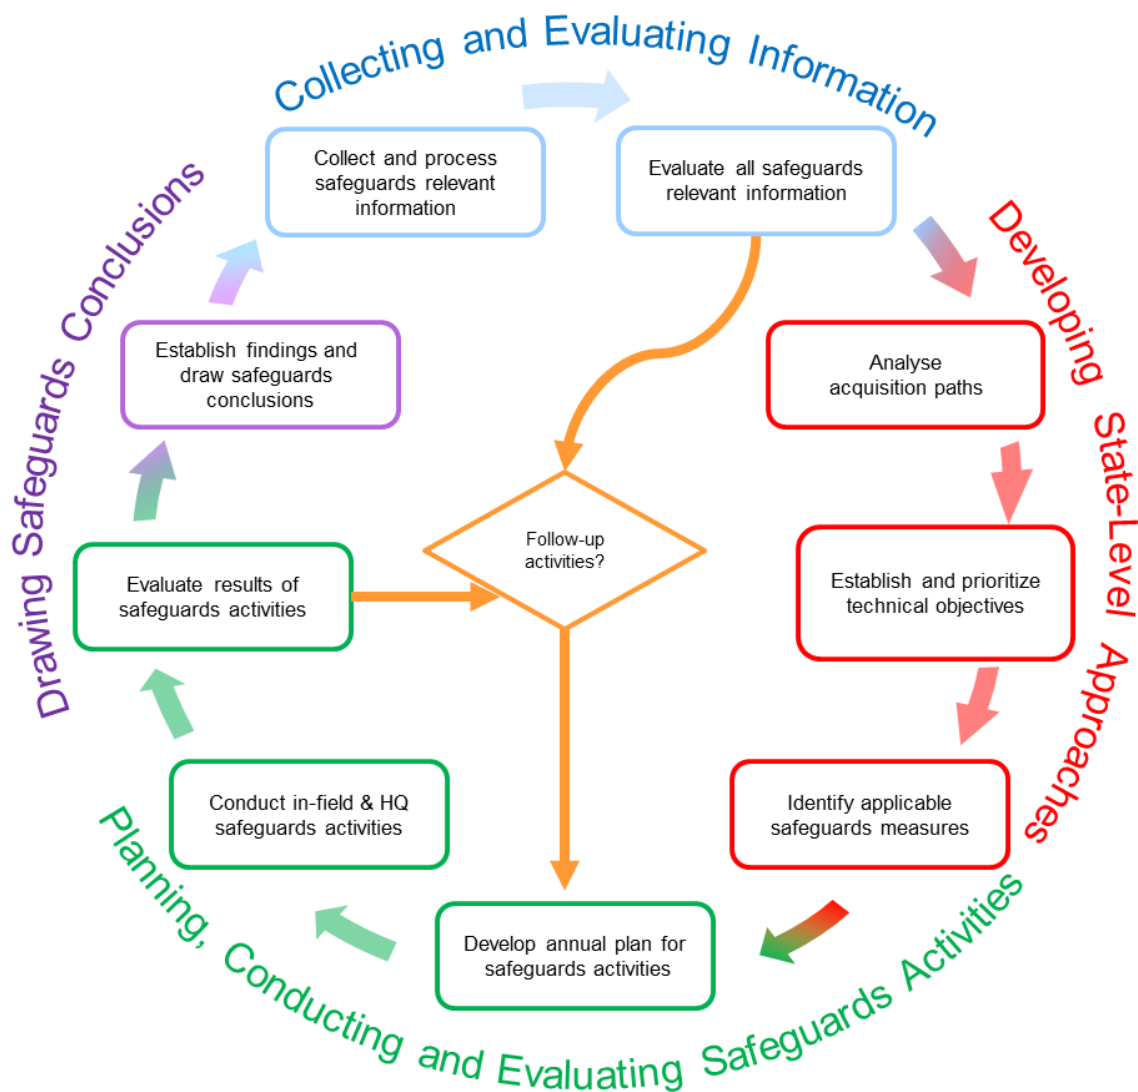 Collecting and Evaluating Information
Collect and process
safeguards relevant
information
Evaluate all safeguards
relevant information
Developing State-Level Approaches
Analyse
acquisition paths
Establish and prioritize
technical objectives
Identify applicable
safeguards measures
Planning, Conducting and Evaluating Safeguards Activities
Develop annual plan for
safeguards activities
Conduct in-field & HQ
safeguards activities
Evaluate results of
safeguards activities
Drawing Safeguards Conclusions
Establish findings and
draw safeguards
conclusions
Follow-up
activities?